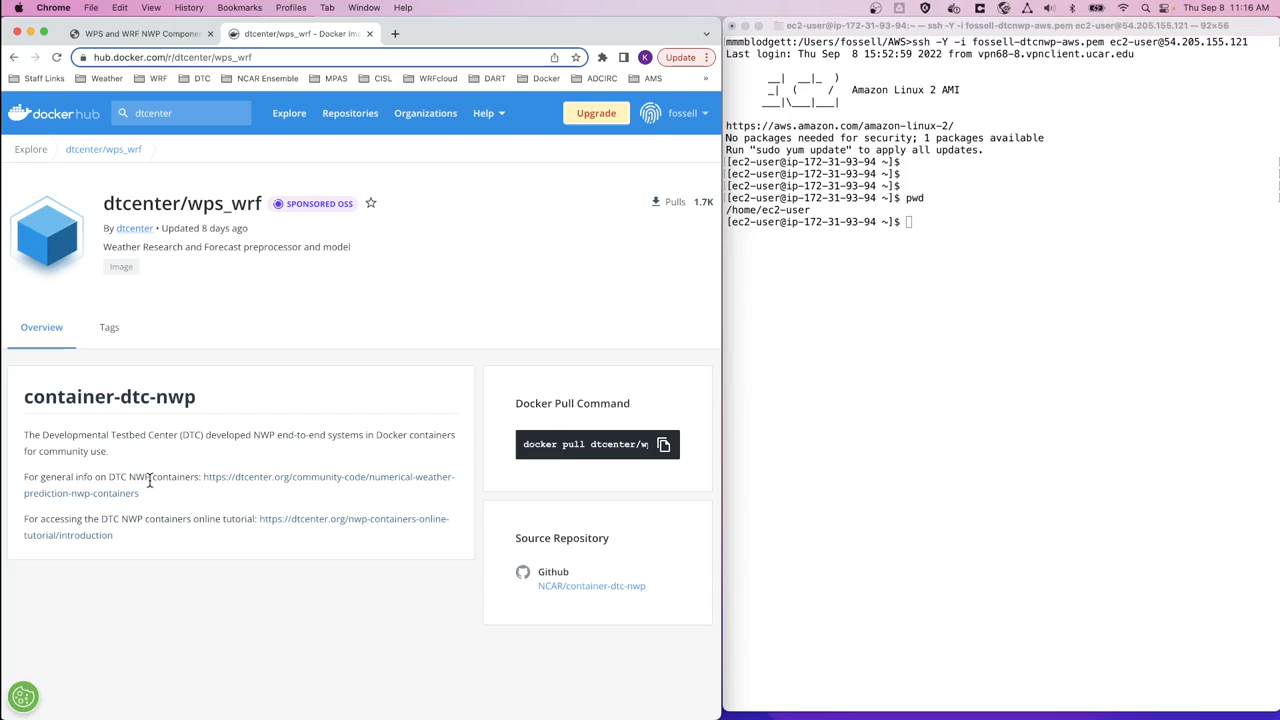 Chrome File Edit View History Bookmarks Profiles Tab Window Help Thu Sep 8 11:16 AM
WPS and WRF NWP Compone
dtcenter/wps_wrf - Docker Ima
ec2-user@ip-172-31-93-94:~ — ssh -Y -i fossell-dtcnwp-aws.pem ec2-user@54.205.155.121 — 92×56
hub.docker.com/r/dtcenter/wps_wrf
K
Update
Staff Links Weather WRF DTC NCAR Ensemble MPAS CISL WRFcloud DART Docker ADCIRC AMS »
dockerhub
dtcenter
Explore Repositories Organizations Help
Upgrade
fossell
Explore dtcenter/wps_wrf
dtcenter/wps_wrf
SPONSORED OSS
Pulls 1.7K
By dtcenter • Updated 8 days ago
Weather Research and Forecast preprocessor and model
Image
Overview Tags
container-dtc-nwp
The Developmental Testbed Center (DTC) developed NWP end-to-end systems in Docker containers
for community use.
For general info on DTC NWP containers: https://dtcenter.org/community-code/numerical-weather-
prediction-nwp-containers
For accessing the DTC NWP containers online tutorial: https://dtcenter.org/nwp-containers-online-
tutorial/introduction
Docker Pull Command
docker pull dtcenter/w
Source Repository
Github
NCAR/container-dtc-nwp
mmmblodgett:/Users/fossell/AWS>ssh -Y -i fossell-dtcnwp-aws.pem ec2-user@54.205.155.121
Last login: Thu Sep  8 15:52:59 2022 from vpn68-8.vpnclient.ucar.edu
__|  __|_  )
_|  (     /   Amazon Linux 2 AMI
___|\___|___|
https://aws.amazon.com/amazon-linux-2/
No packages needed for security; 1 packages available
Run "sudo yum update" to apply all updates.
[ec2-user@ip-172-31-93-94 ~]$
[ec2-user@ip-172-31-93-94 ~]$
[ec2-user@ip-172-31-93-94 ~]$
[ec2-user@ip-172-31-93-94 ~]$ pwd
/home/ec2-user
[ec2-user@ip-172-31-93-94 ~]$